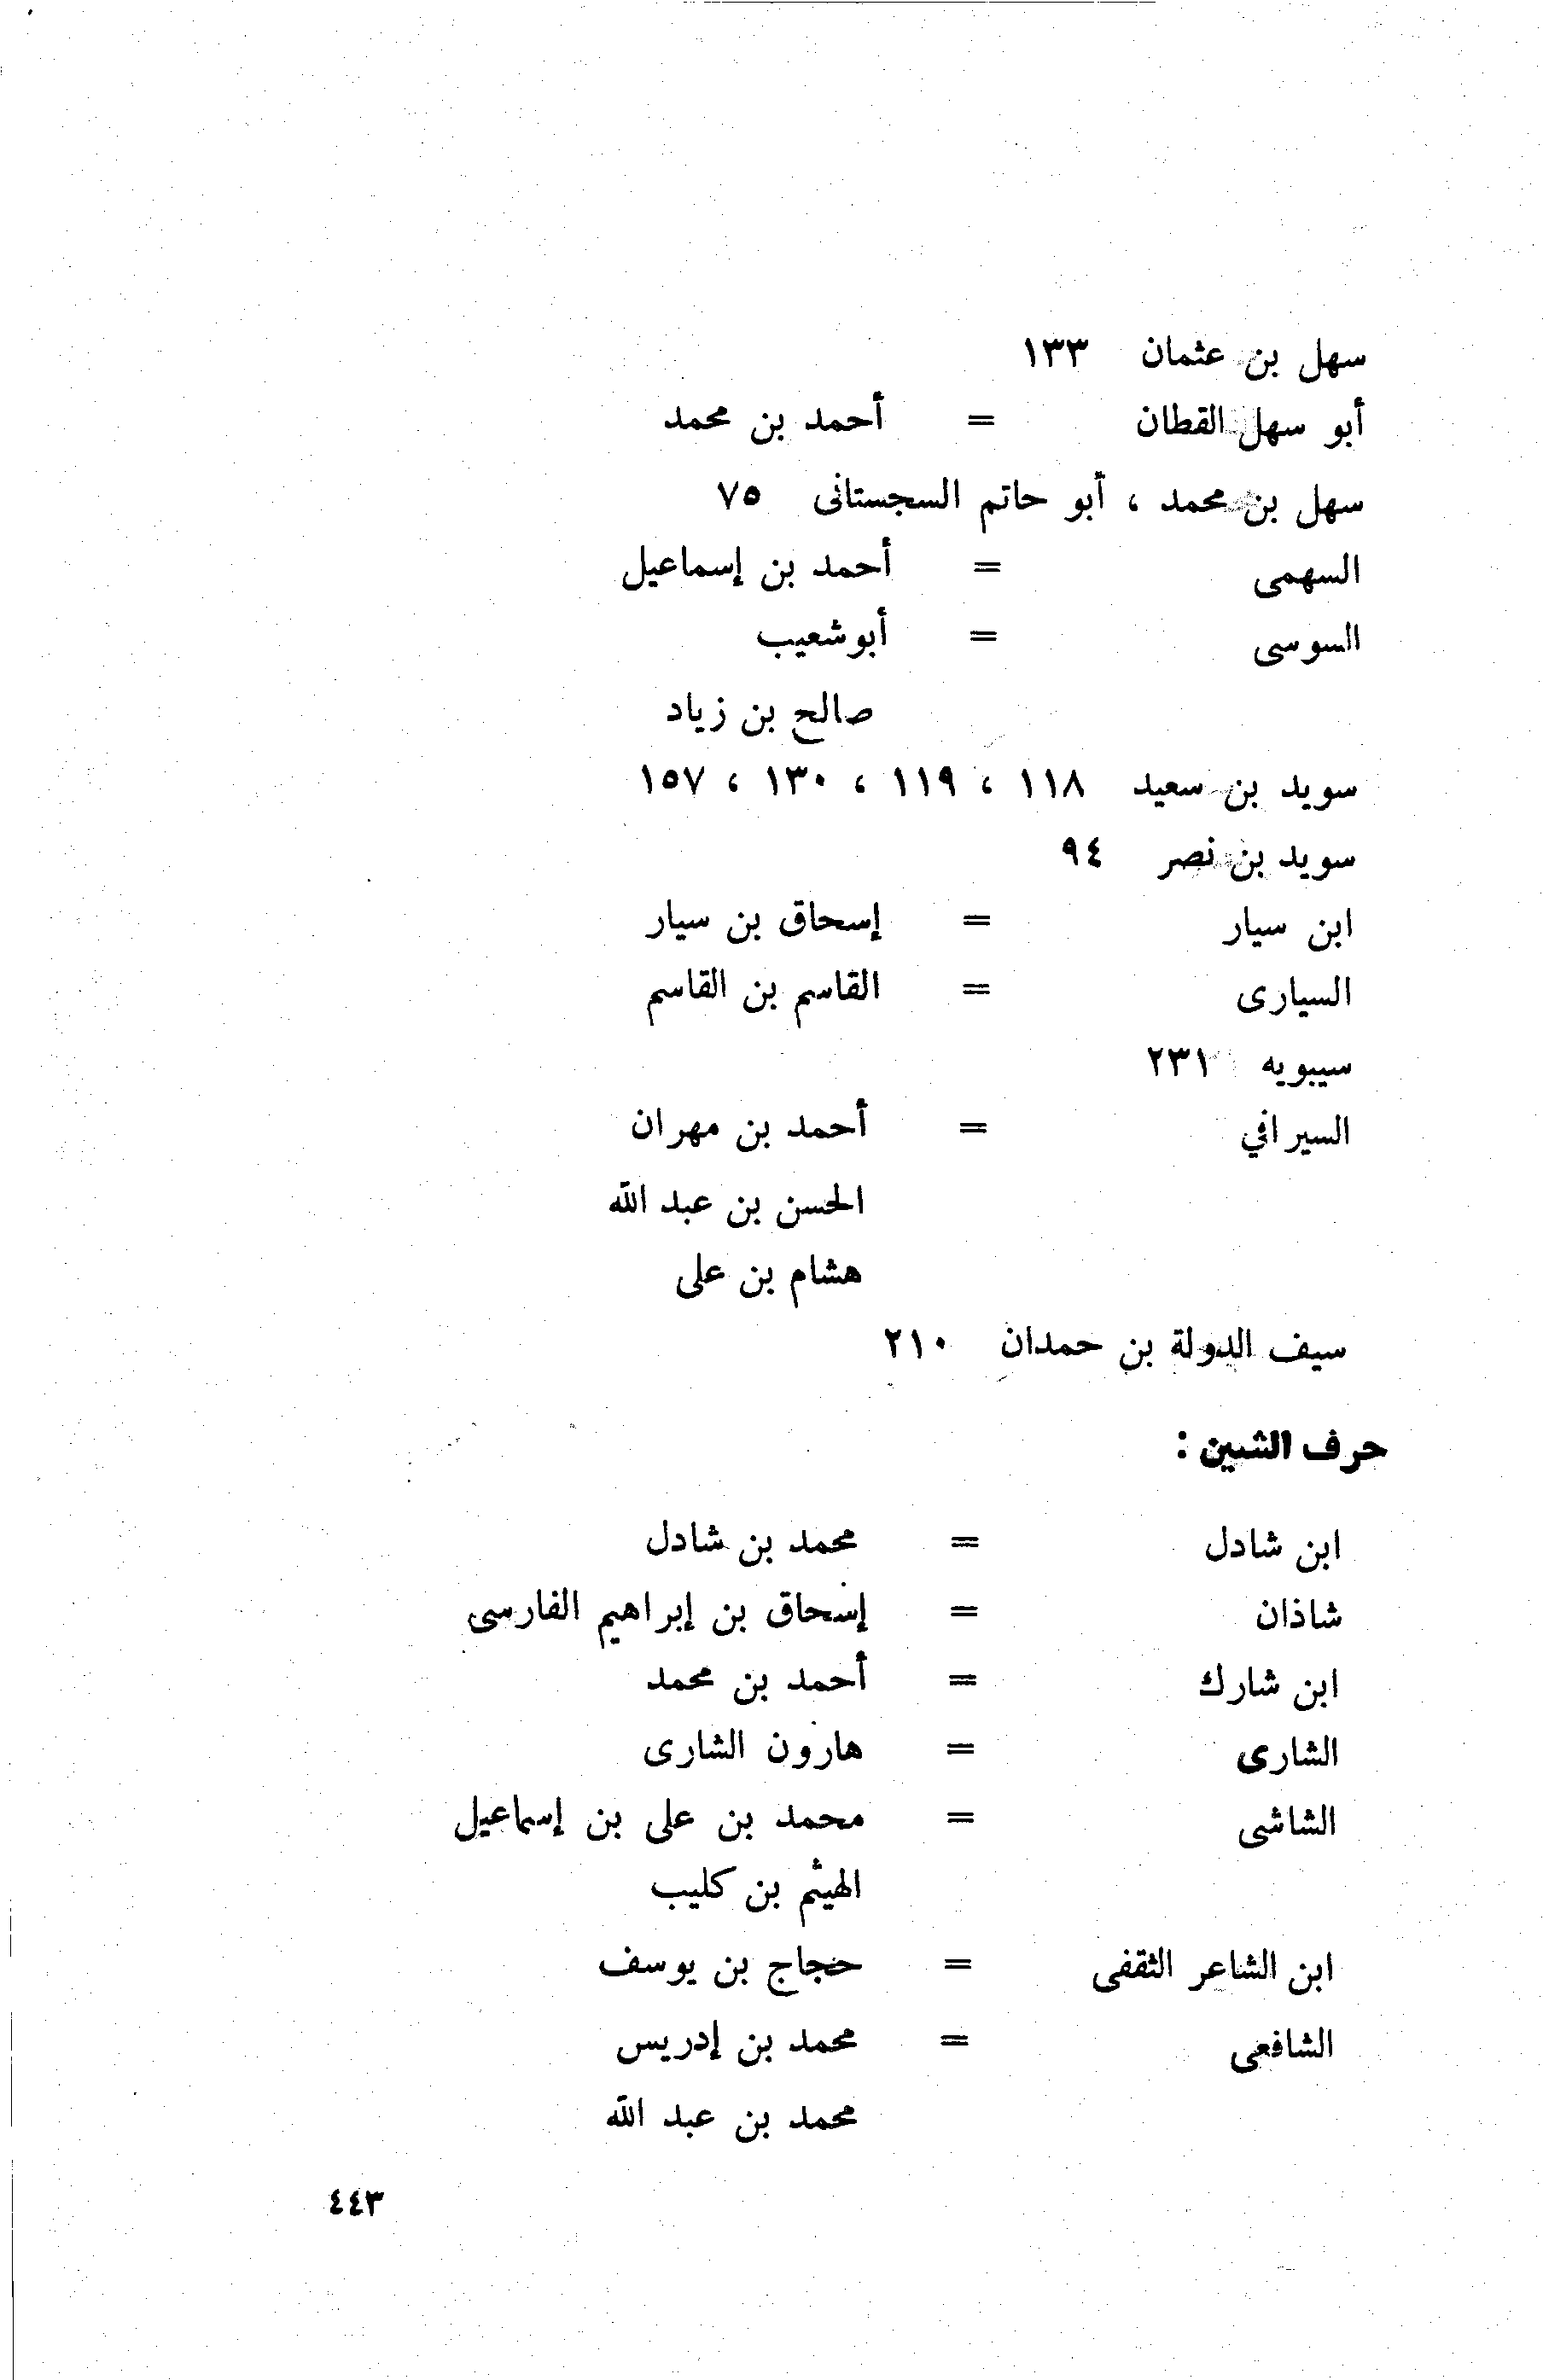 سهل بن عثمان ١٣٣
أبو سهل القطان = أحمد بن محمد
سهل بن محمد ، أبو حاتم السجستانى ٧٥
السهمى = أحمد بن إسماعيل
السوسى = أبو شعيب
صالح بن زياد
سويد بن سعيد ١١٨ ، ١١٩ ، ١٣٠ ، ١٥٧
سويد بن نصر ٩٤
ابن سيار = إسحاق بن سيار
السيارى = القاسم بن القاسم
سيبويه ٢٣١
السيرافي = أحمد بن مهران
الحسن بن عبد الله
هشام بن على
سيف الدولة بن حمدان ٢١٠
حرف الشين :
ابن شادل = محمد بن شادل
شاذان = إسحاق بن إبراهيم الفارسى
ابن شارك = أحمد بن محمد
الشارى = هارون الشارى
الشاشى = محمد بن على بن إسماعيل
الهيثم بن كليب
ابن الشاعر الثقفى = حجاج بن يوسف
الشافعى = محمد بن إدريس
محمد بن عبد الله
٤٤٣